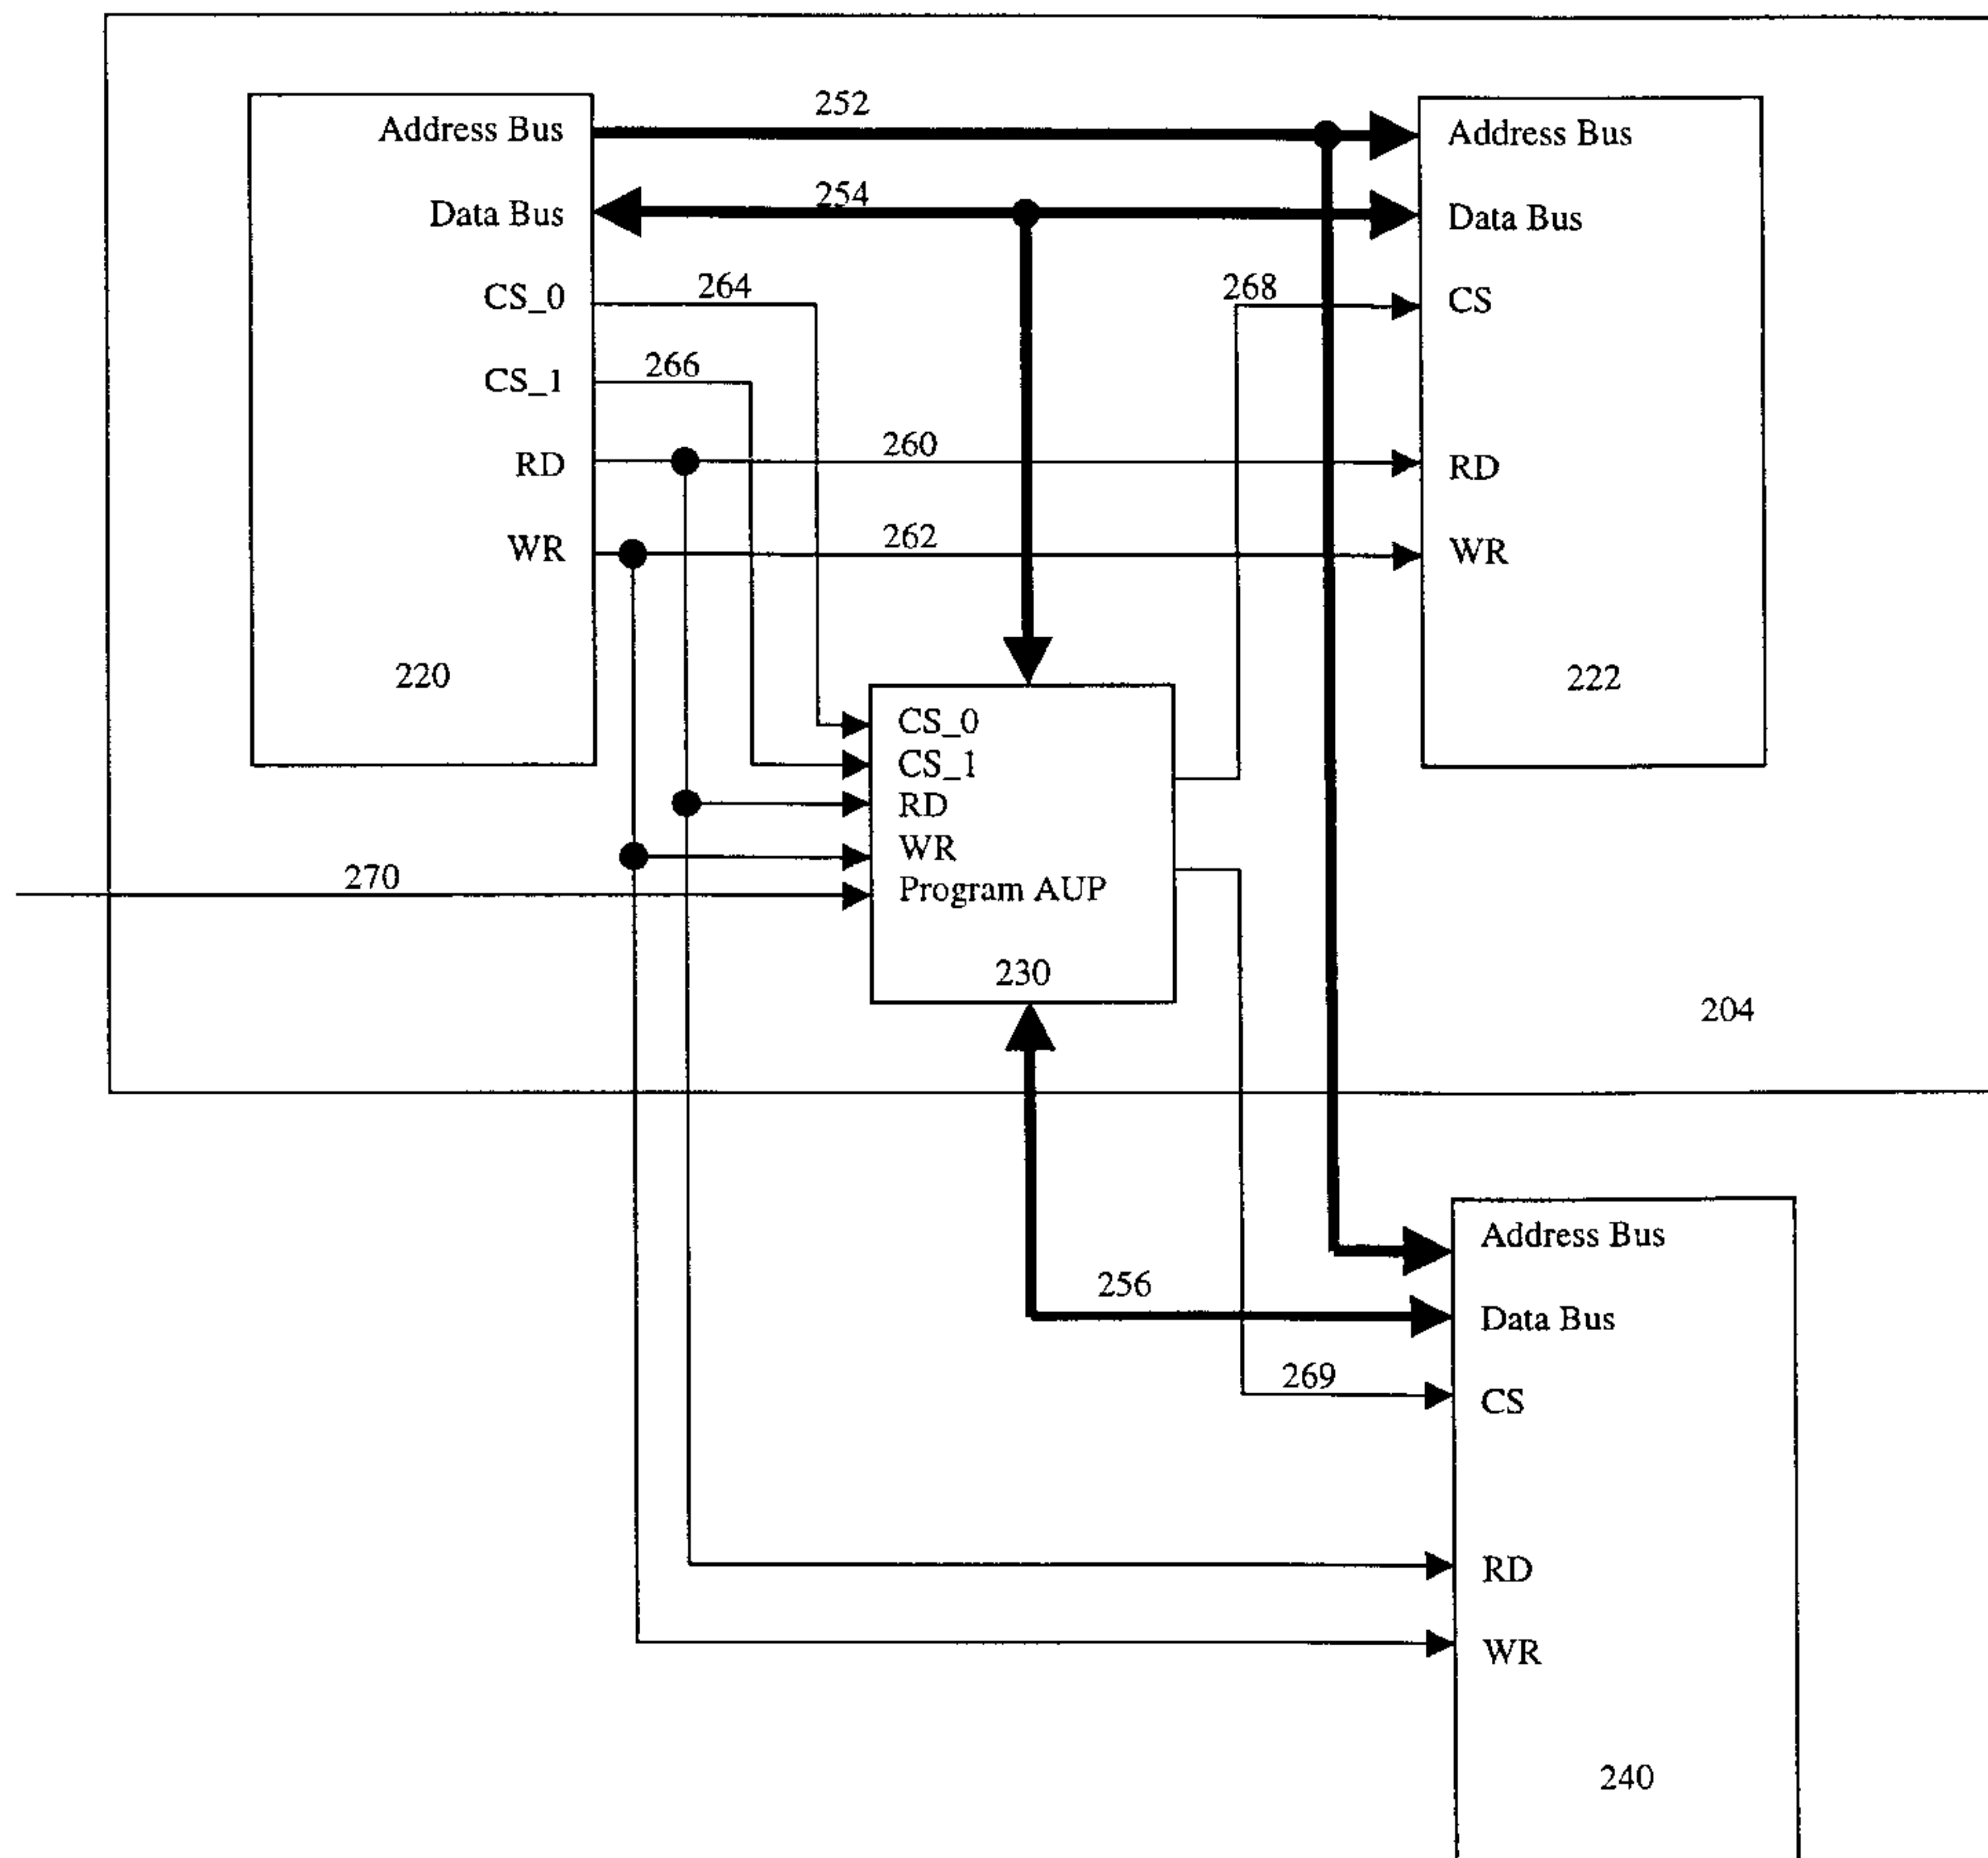 252
Address Bus
Address Bus
254
Data Bus
Data Bus
CS_0
264
268
CS
CS_1
266
RD
260
RD
WR
262
WR
220
222
CS_0
CS_1
RD
WR
270
Program AUP
230
204
Address Bus
256
Data Bus
269
CS
RD
WR
240